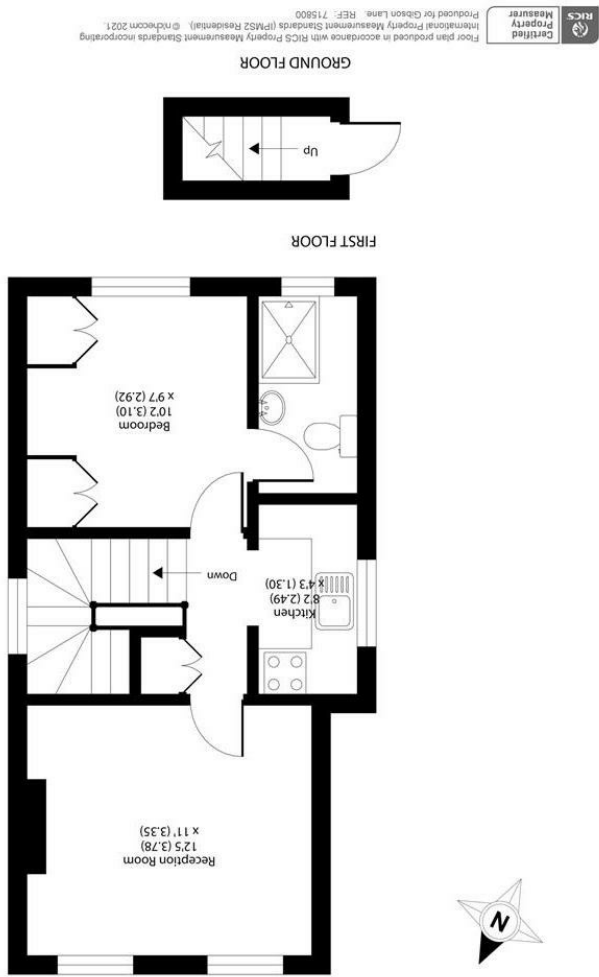 Reception Room
12'5 (3.78)
x 11' (3.35)
Kitchen
8'2 (2.49)
x 4'3 (1.30)
Down
Bedroom
10'2 (3.10)
x 9'7 (2.92)
FIRST FLOOR
Up
GROUND FLOOR
N
RICS
Certified
Property
Measurer
Floor plan produced in accordance with RICS Property Measurement Standards incorporating
International Property Measurement Standards (IPMS2 Residential). © nichecom 2021.
Produced for Gibson Lane. REF: 715800